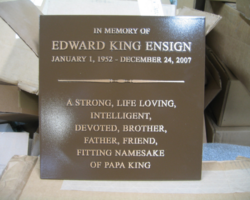 IN MEMORY OF
EDWARD KING ENSIGN
JANUARY 1, 1952 - DECEMBER 24, 2007
A STRONG, LIFE LOVING,
INTELLIGENT,
DEVOTED, BROTHER,
FATHER, FRIEND,
FITTING NAMESAKE
OF PAPA KING